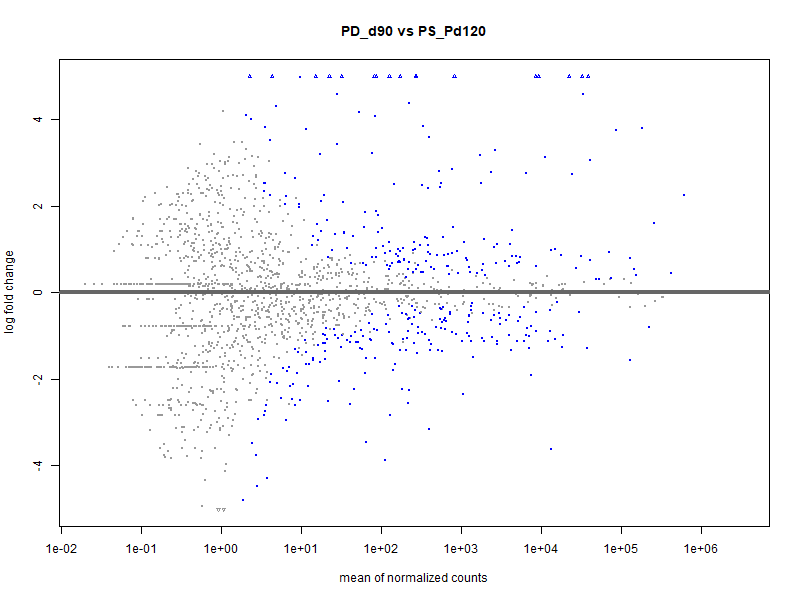 PD_d90 vs PS_Pd120
log fold change
4
2
0
-2
-4
1e-02 1e-01 1e+00 1e+01 1e+02 1e+03 1e+04 1e+05 1e+06
mean of normalized counts